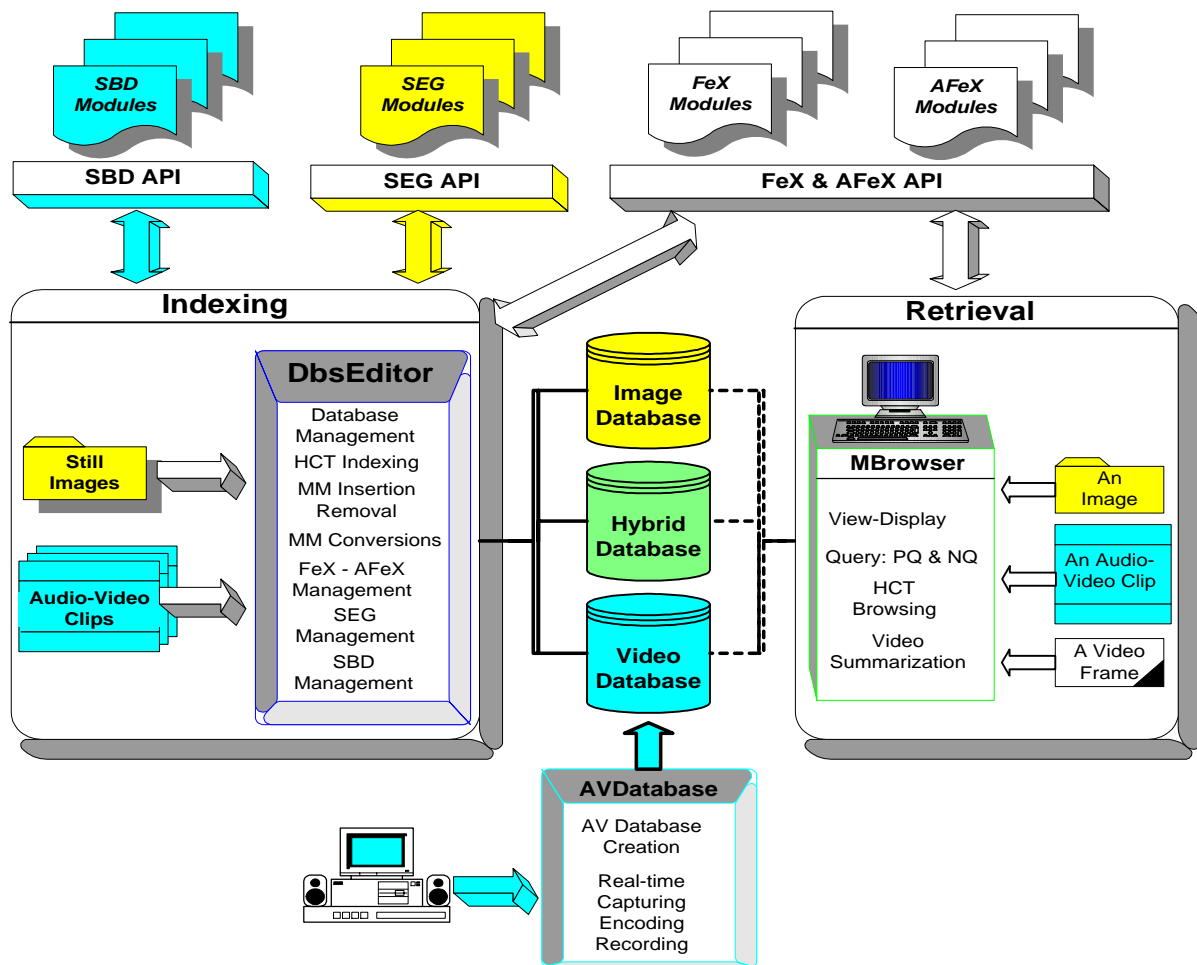 SBD
Modules
SEG
Modules
FeX
Modules
AFeX
Modules
SBD API
SEG API
FeX & AFeX API
Indexing
DbsEditor
Database
Management
HCT Indexing
MM Insertion
Removal
MM Conversions
FeX - AFeX
Management
SEG
Management
SBD
Management
Still
Images
Audio-Video
Clips
Image
Database
Hybrid
Database
Video
Database
Retrieval
MBrowser
View-Display
Query: PQ & NQ
HCT
Browsing
Video
Summarization
An
Image
An Audio-
Video Clip
A Video
Frame
AVDatabase
AV Database
Creation
Real-time
Capturing
Encoding
Recording